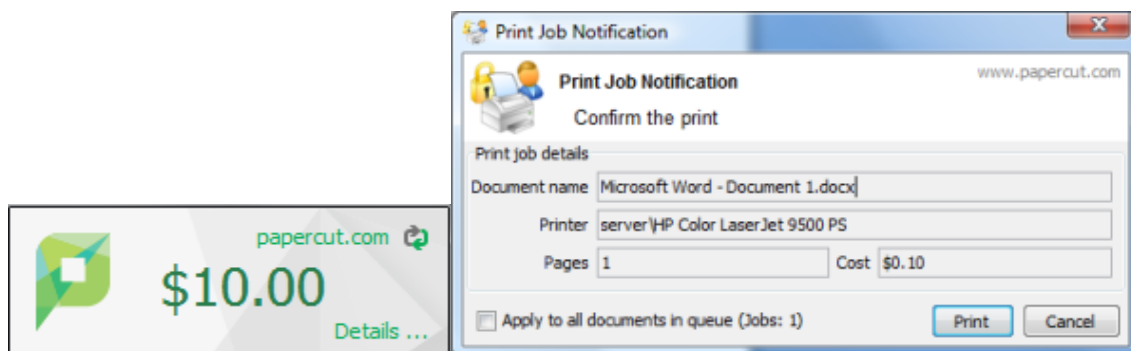 papercut.com
$10.00
Details ...
Print Job Notification
www.papercut.com
Print Job Notification
Confirm the print
Print job details
Document name Microsoft Word - Document 1.docx
Printer server\HP Color LaserJet 9500 PS
Pages 1 Cost $0.10
Apply to all documents in queue (Jobs: 1) Print Cancel